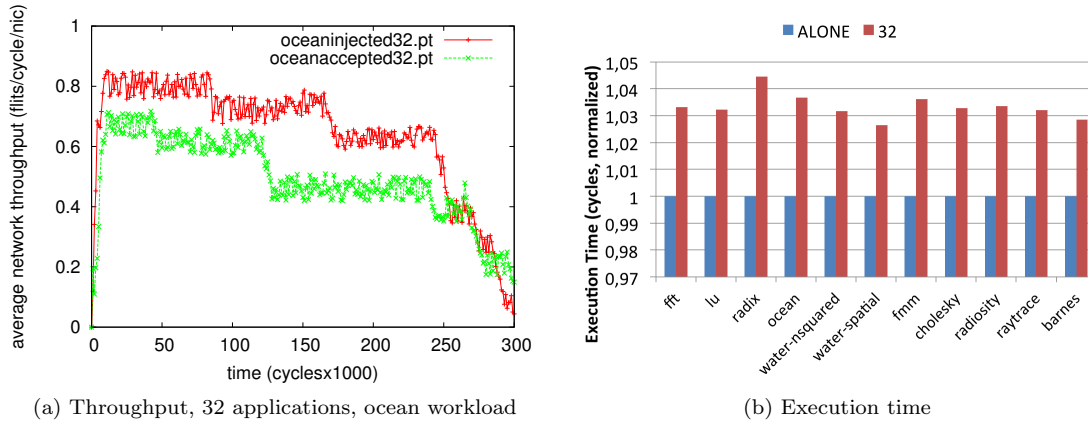 average network throughput (flits/cycle/nic)
1
0.8
0.6
0.4
0.2
0
oceaninjected32.pt
oceanaccepted32.pt
0 50 100 150 200 250 300
time (cyclesx1000)
(a) Throughput, 32 applications, ocean workload
ALONE 32
Execution Time (cycles, normalized)
1,05
1,04
1,03
1,02
1,01
1
0,99
0,98
0,97
fft lu radix ocean water-nsquared water-spatial fmm cholesky radiosity raytrace barnes
(b) Execution time